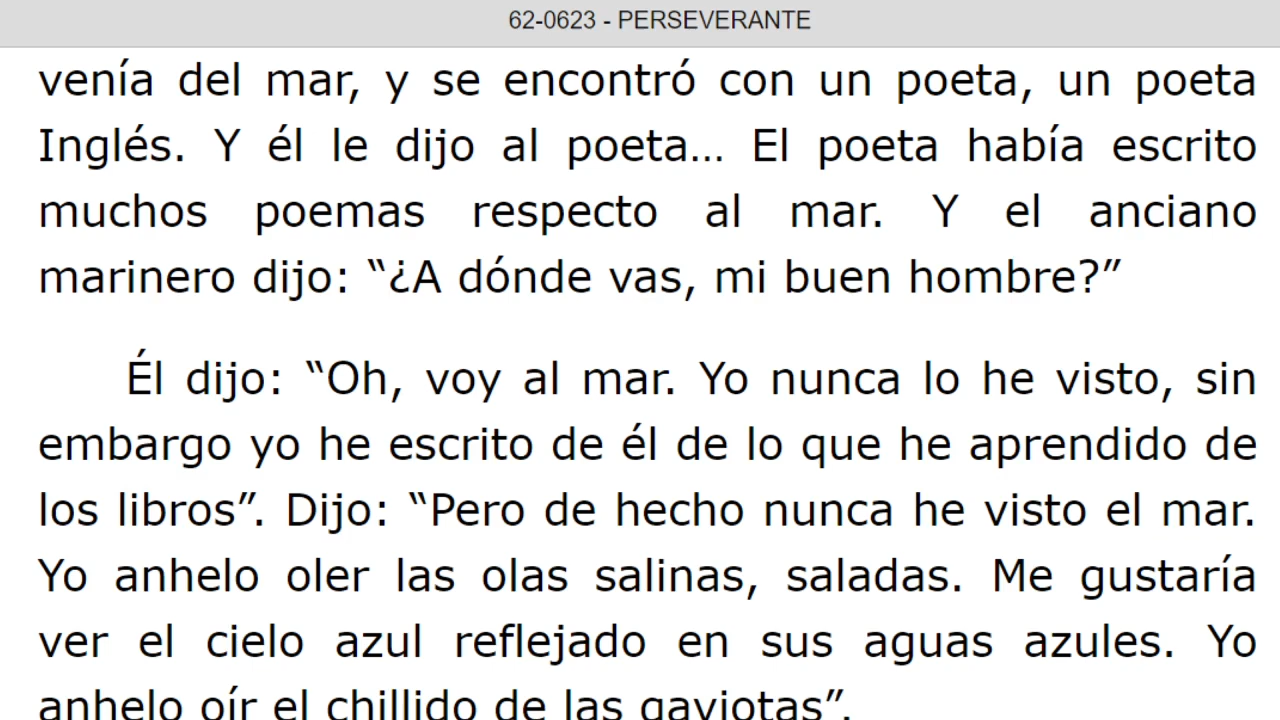 62-0623 - PERSEVERANTE
venía del mar, y se encontró con un poeta, un poeta
Inglés. Y él le dijo al poeta… El poeta había escrito
muchos poemas respecto al mar. Y el anciano
marinero dijo: “¿A dónde vas, mi buen hombre?”
Él dijo: “Oh, voy al mar. Yo nunca lo he visto, sin
embargo yo he escrito de él de lo que he aprendido de
los libros”. Dijo: “Pero de hecho nunca he visto el mar.
Yo anhelo oler las olas salinas, saladas. Me gustaría
ver el cielo azul reflejado en sus aguas azules. Yo
anhelo oír el chillido de las gaviotas”.